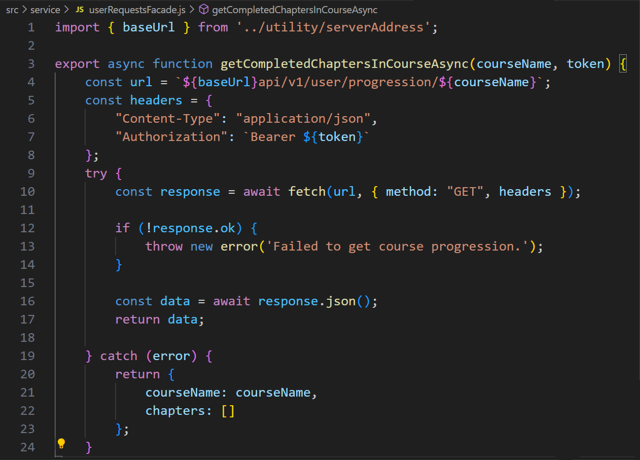 src > service > JS userRequestsFacade.js > getCompletedChaptersInCourseAsync
1 import { baseUrl } from '../utility/serverAddress';
2
3 export async function getCompletedChaptersInCourseAsync(courseName, token) {
4     const url = `${baseUrl}api/v1/user/progression/${courseName}`;
5     const headers = {
6         "Content-Type": "application/json",
7         "Authorization": `Bearer ${token}`
8     };
9     try {
10         const response = await fetch(url, { method: "GET", headers });
11
12         if (!response.ok) {
13             throw new error('Failed to get course progression.');
14         }
15
16         const data = await response.json();
17         return data;
18
19     } catch (error) {
20         return {
21             courseName: courseName,
22             chapters: []
23         };
24     }